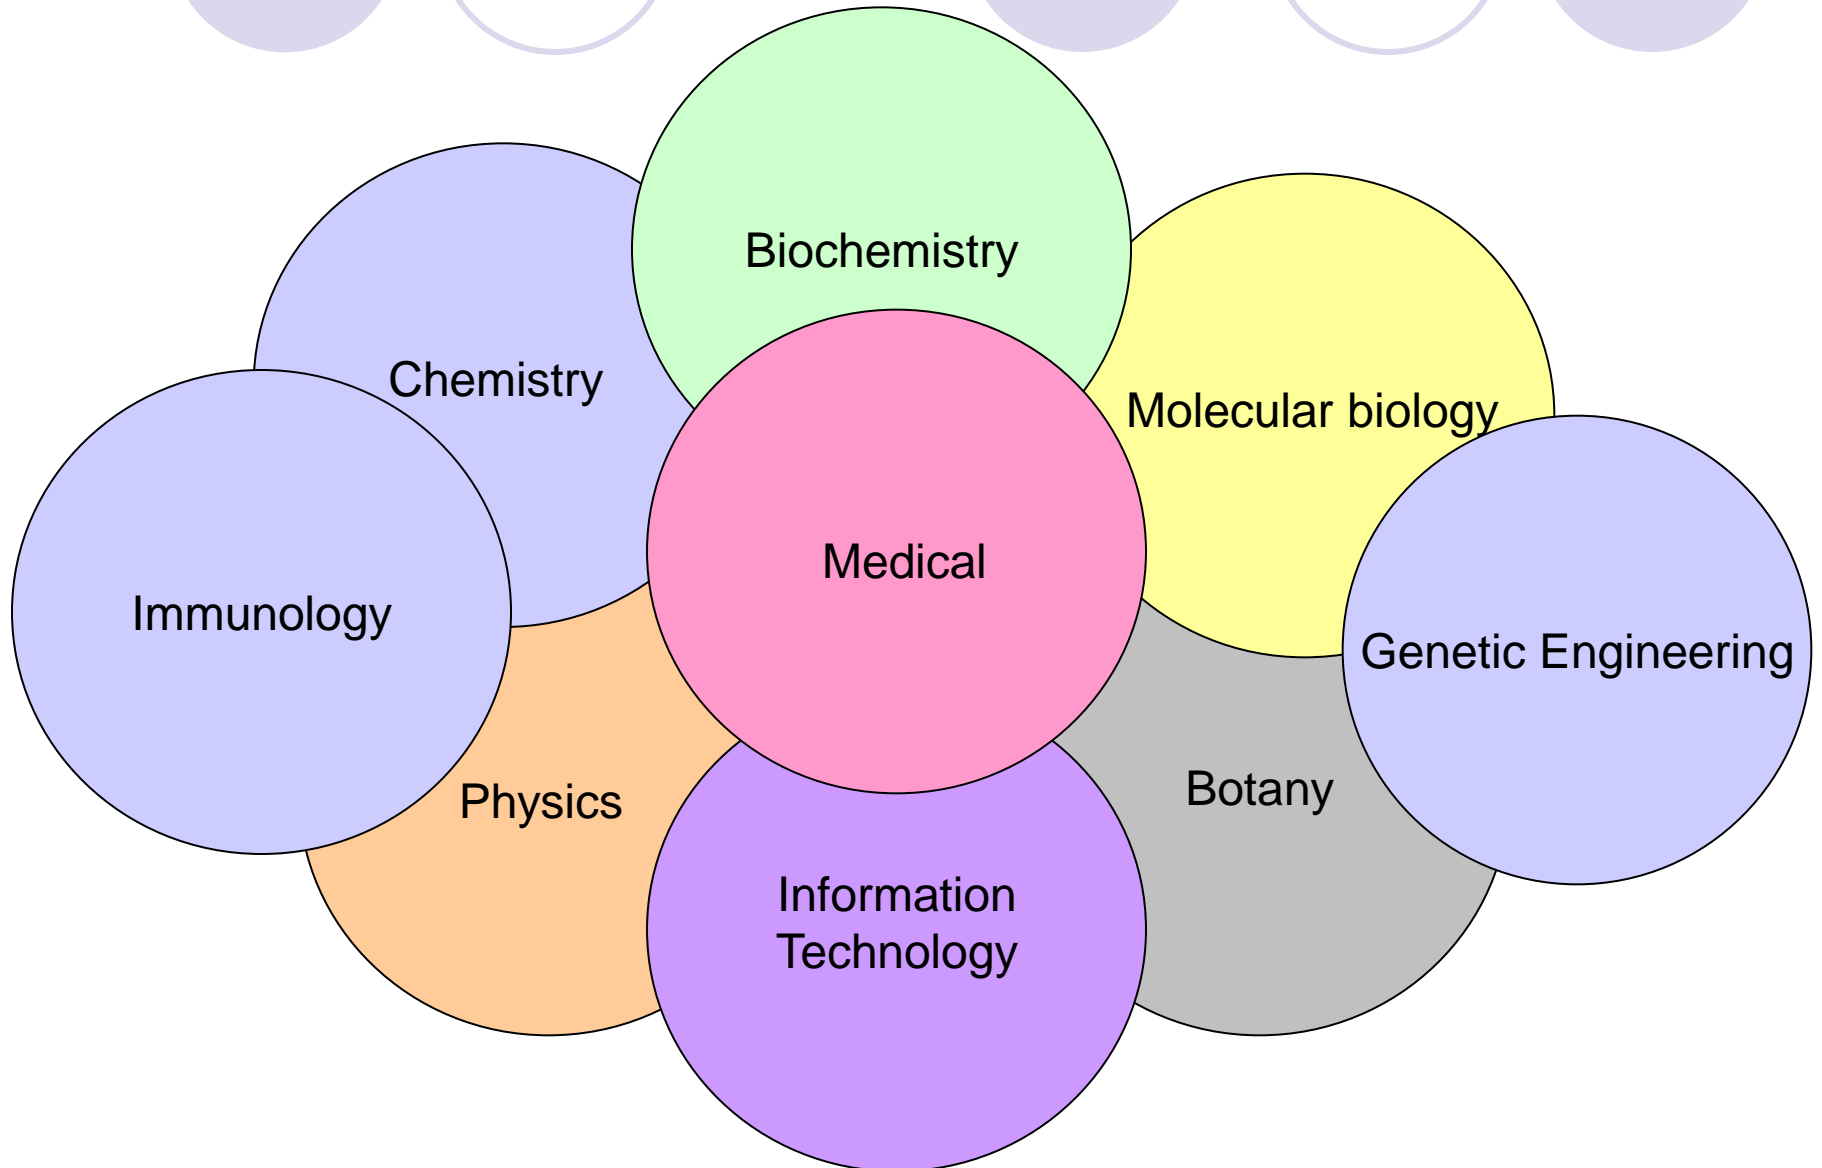 Biochemistry
Chemistry
Molecular biology
Medical
Immunology
Genetic Engineering
Physics
Botany
Information
Technology